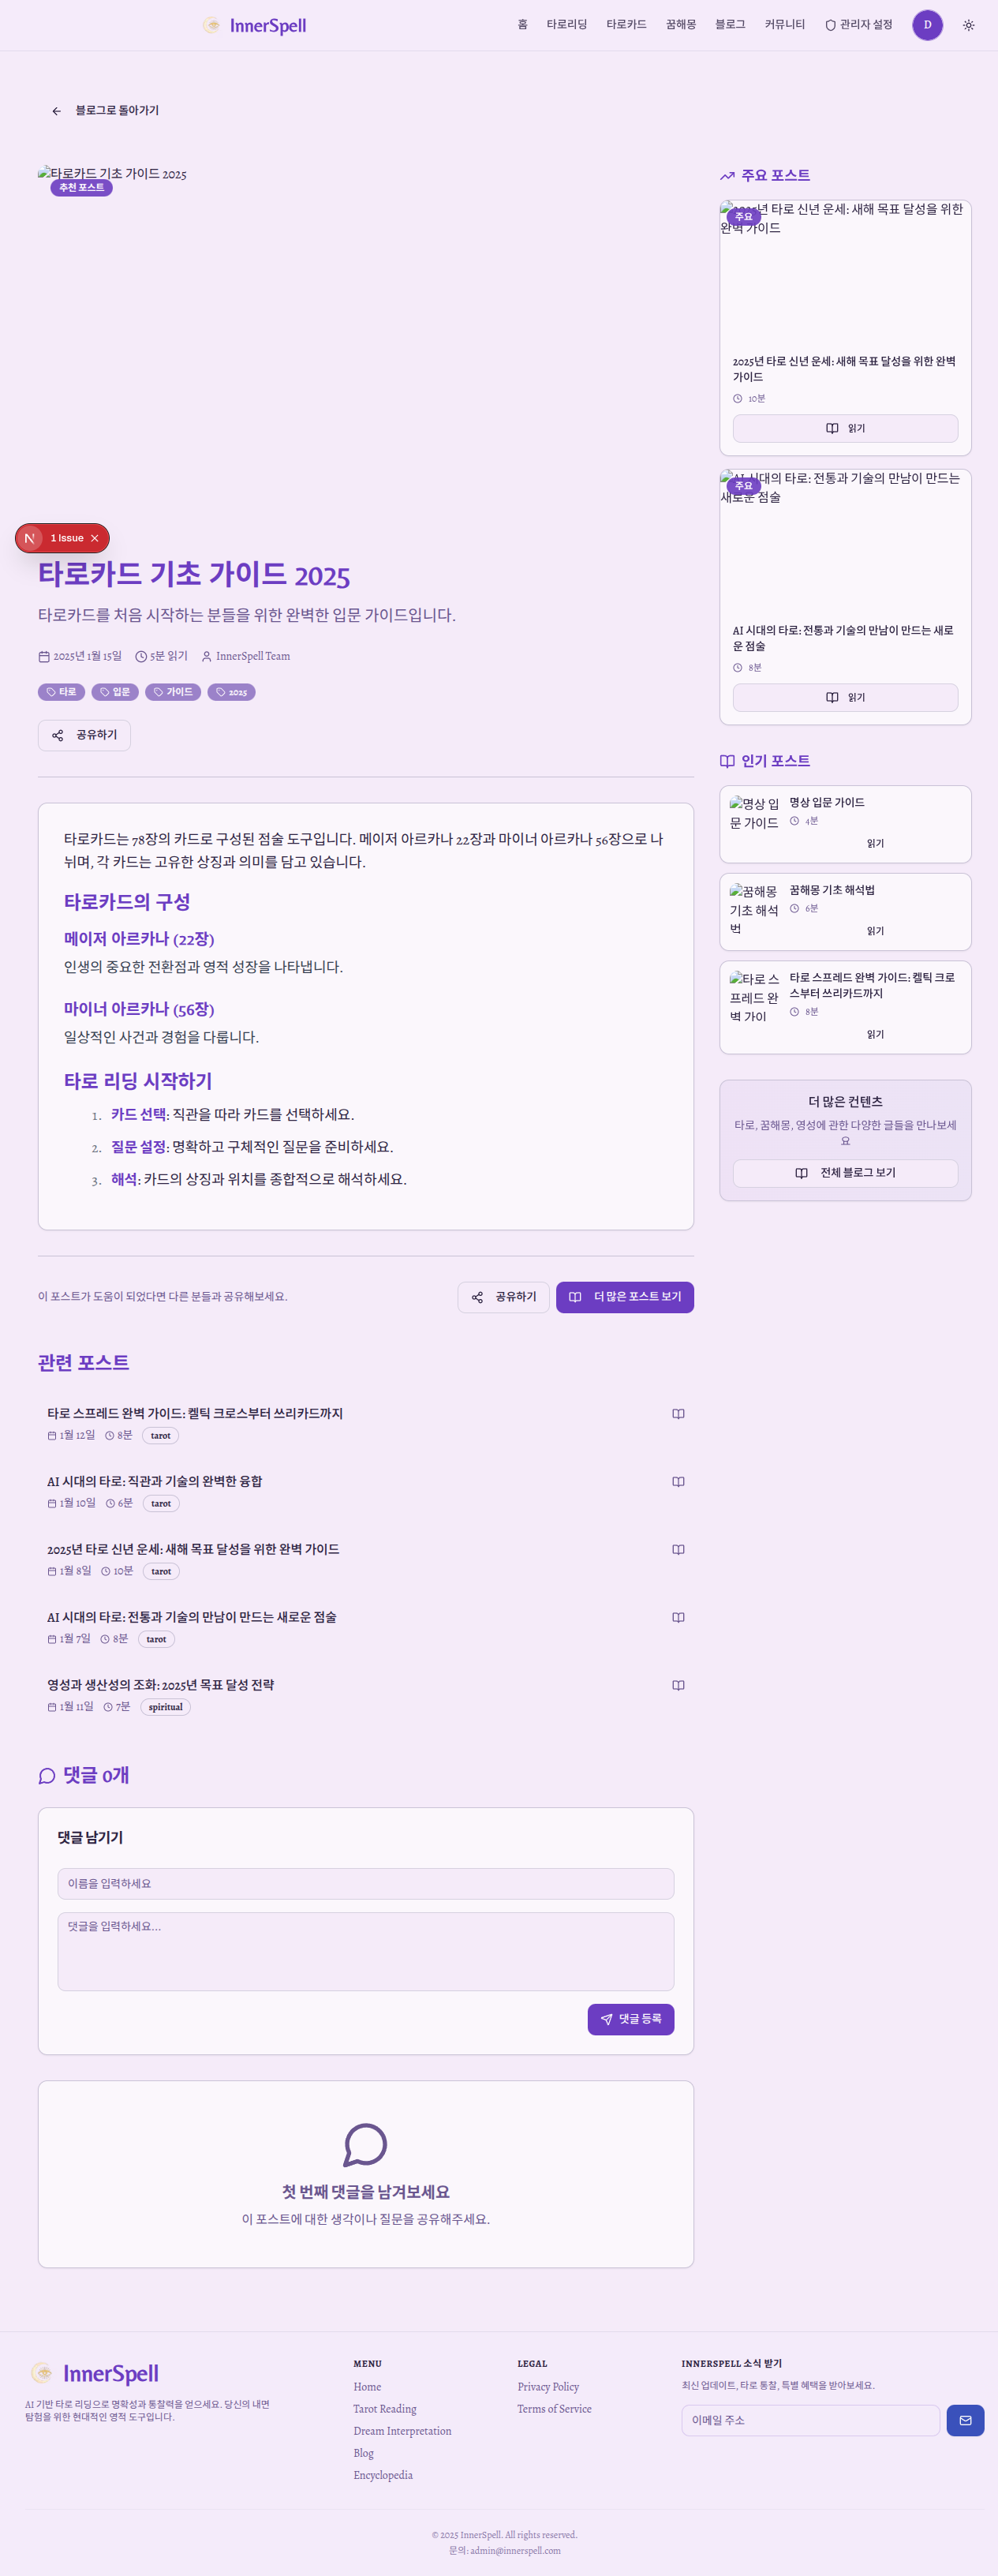 InnerSpell
홈
타로리딩
타로카드
꿈해몽
블로그
커뮤니티
관리자 설정
D
블로그로 돌아가기
타로카드 기초 가이드 2025
추천 포스트
1 Issue
타로카드 기초 가이드 2025
타로카드를 처음 시작하는 분들을 위한 완벽한 입문 가이드입니다.
2025년 1월 15일
5분 읽기
InnerSpell Team
타로
입문
가이드
2025
공유하기
타로카드는 78장의 카드로 구성된 점술 도구입니다. 메이저 아르카나 22장과 마이너 아르카나 56장으로 나
뉘며, 각 카드는 고유한 상징과 의미를 담고 있습니다.
타로카드의 구성
메이저 아르카나 (22장)
인생의 중요한 전환점과 영적 성장을 나타냅니다.
마이너 아르카나 (56장)
일상적인 사건과 경험을 다룹니다.
타로 리딩 시작하기
1. 카드 선택: 직관을 따라 카드를 선택하세요.
2. 질문 설정: 명확하고 구체적인 질문을 준비하세요.
3. 해석: 카드의 상징과 위치를 종합적으로 해석하세요.
이 포스트가 도움이 되었다면 다른 분들과 공유해보세요.
공유하기
더 많은 포스트 보기
관련 포스트
타로 스프레드 완벽 가이드: 켈틱 크로스부터 쓰리카드까지
1월 12일
8분
tarot
AI 시대의 타로: 직관과 기술의 완벽한 융합
1월 10일
6분
tarot
2025년 타로 신년 운세: 새해 목표 달성을 위한 완벽 가이드
1월 8일
10분
tarot
AI 시대의 타로: 전통과 기술의 만남이 만드는 새로운 점술
1월 7일
8분
tarot
영성과 생산성의 조화: 2025년 목표 달성 전략
1월 11일
7분
spiritual
댓글 0개
댓글 남기기
이름을 입력하세요
댓글을 입력하세요...
댓글 등록
첫 번째 댓글을 남겨보세요
이 포스트에 대한 생각이나 질문을 공유해주세요.
주요 포스트
타로 신년 운세: 새해 목표 달성을 위한
가이드
주요
2025년 타로 신년 운세: 새해 목표 달성을 위한 완벽
가이드
10분
읽기
시대의 타로: 전통과 기술의 만남이 만드는
점술
주요
AI 시대의 타로: 전통과 기술의 만남이 만드는 새로
운 점술
8분
읽기
인기 포스트
명상 입
문 가이드
명상 입문 가이드
4분
읽기
꿈해몽
기초 해석
번
꿈해몽 기초 해석법
6분
읽기
타로 스
프레드 완
벽 가이
타로 스프레드 완벽 가이드: 켈틱 크로
스부터 쓰리카드까지
8분
읽기
더 많은 컨텐츠
타로, 꿈해몽, 영성에 관한 다양한 글들을 만나보세
요
전체 블로그 보기
InnerSpell
AI 기반 타로 리딩으로 명확성과 통찰력을 얻으세요. 당신의 내면
탐험을 위한 현대적인 영적 도구입니다.
MENU
Home
Tarot Reading
Dream Interpretation
Blog
Encyclopedia
LEGAL
Privacy Policy
Terms of Service
INNERSPELL 소식 받기
최신 업데이트, 타로 통찰, 특별 혜택을 받아보세요.
이메일 주소
© 2025 InnerSpell. All rights reserved.
문의: admin@innerspell.com